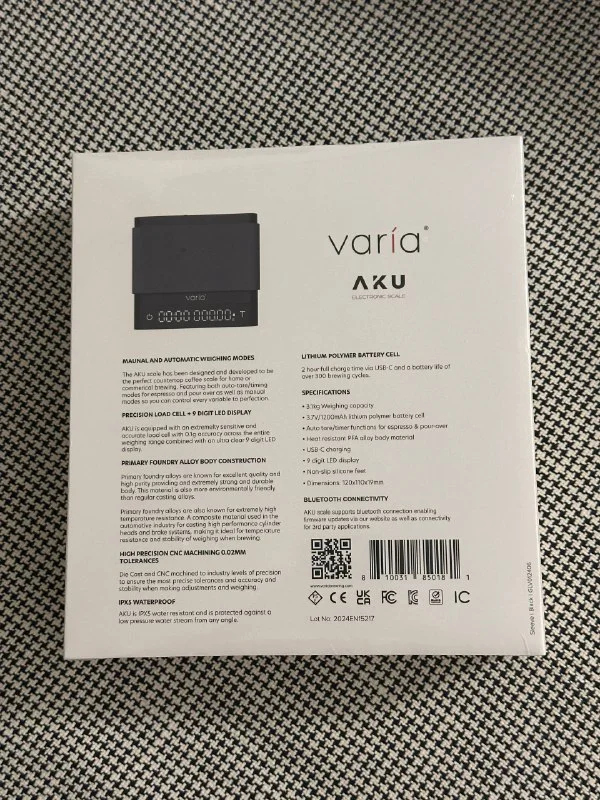 varia
00:00 000.00g T
varía®
AKU
ELECTRONIC SCALE
MAUNAL AND AUTOMATIC WEIGHING MODES
The AKU scale has been designed and developed to be
the perfect countertop coffee scale for home or
commercial brewing. Featuring both auto-tare/timing
modes for espresso and pour over as well as manual
modes so you can control every variable to perfection.
PRECISION LOAD CELL + 9 DIGIT LED DISPLAY
AKU is equipped with an extremely sensitive and
accurate load cell with 0.1g accuracy across the entire
weighing range combined with an ultra clear 9 digit LED
display.
PRIMARY FOUNDRY ALLOY BODY CONSTRUCTION
Primary foundry alloys are known for excellent quality and
high purity providing and extremely strong and durable
body. This material is also more environmentally friendly
than regular casting alloys.
Primary foundry alloys are also known for extremely high
temperature resistance. A composite material used in the
automotive industry for casting high performance cylinder
heads and brake systems, making it ideal for temperature
resistance and stability of weighing when brewing.
HIGH PRECISION CNC MACHINING 0.02MM
TOLERANCES
Die Cast and CNC machined to industry levels of precision
to ensure the most precise tolerances and accuracy and
stability when making adjustments and weighing.
IPX5 WATERPROOF
AKU is IPX5 water resistant and is protected against a
low pressure water stream from any angle.
LITHIUM POLYMER BATTERY CELL
2 hour full charge time via USB-C and a battery life of
over 300 brewing cycles.
SPECIFICATIONS
• 3.1kg Weighing capacity
• 3.7V/1200mAh lithium polymer battery cell
• Auto tare/timer functions for espresso & pour-over
• Heat resistant PFA alloy body material
• USB-C charging
• 9 digit LED display
• Non-slip silicone feet
• Dimensions: 120x110x19mm
BLUETOOTH CONNECTIVITY
AKU scale supports bluetooth connection enabling
firmware updates via our website as well as connectivity
for 3rd party applications.
www.variabrewing.com
8 10031 85018 1
CE UK CA FC IC
Lot No: 2024EN15217
Sleeve | Black | GLV092406